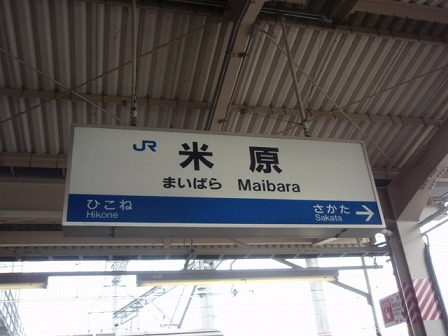 JR 米原
まいばら Maibara
ひこね さかた
Hikone Sakata →